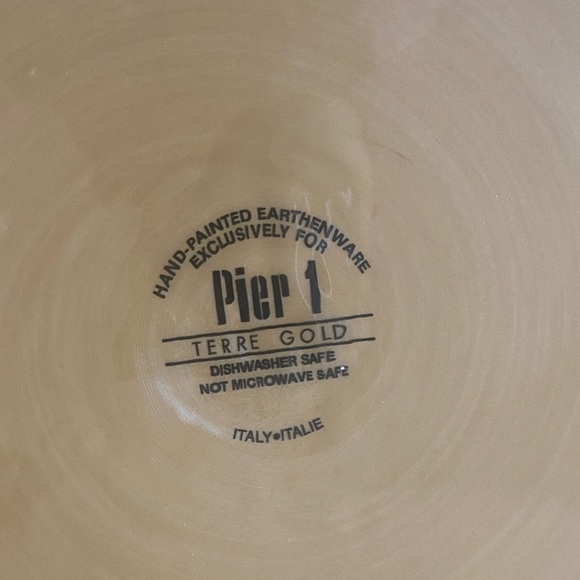 HAND-PAINTED EARTHENWARE
EXCLUSIVELY FOR
Pier 1
TERRE GOLD
DISHWASHER SAFE
NOT MICROWAVE SAFE
ITALY•ITALIE